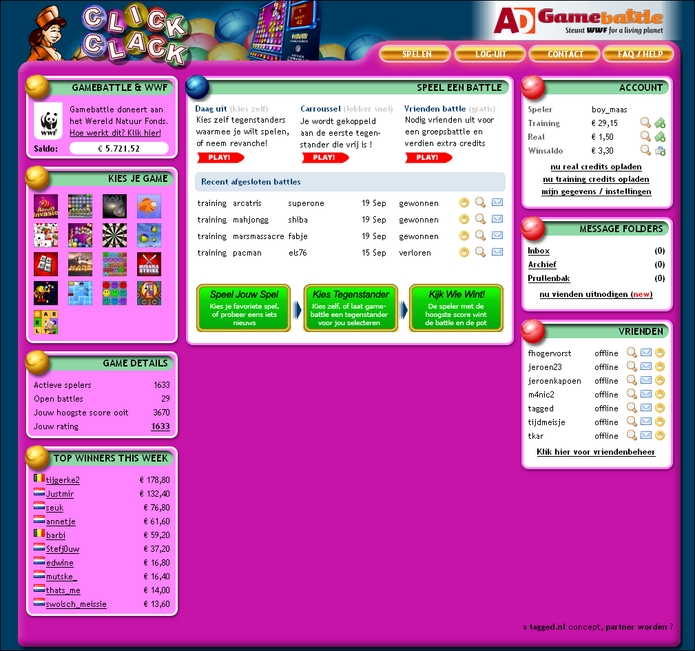 CLICK
CLACK
AD Gamebattle
Steunt WWF for a living planet
SPELEN
LOG-UIT
CONTACT
FAQ / HELP
GAMEBATTLE & WWF
Gamebattle doneert aan
het Wereld Natuur Fonds.
Hoe werkt dit? Klik hier!
WWF
Saldo: € 5.721,52
KIES JE GAME
GAME DETAILS
Actieve spelers 1633
Open battles 29
Jouw hoogste score ooit 3670
Jouw rating 1633
TOP WINNERS THIS WEEK
tijgerke2 € 178,80
Justmir € 132,40
seuk € 76,80
annetje € 61,60
barbi € 59,20
Stefj0uw € 37,20
edwine € 16,80
mutske_ € 16,40
thats_me € 14,00
swolsch_meissie € 13,60
SPEEL EEN BATTLE
Daag uit (kies zelf)
Kies zelf tegenstanders
waarmee je wilt spelen,
of neem revanche!
PLAY!
Carroussel (lekker snel)
Je wordt gekoppeld
aan de eerste tegen-
stander die vrij is !
PLAY!
Vrienden battle (gratis)
Nodig vrienden uit voor
een groepsbattle en
verdien extra credits
PLAY!
Recent afgesloten battles
training arcatris superone 19 Sep gewonnen
training mahjongg shiba 19 Sep gewonnen
training marsmassacre fabje 19 Sep gewonnen
training pacman els76 15 Sep verloren
Speel Jouw Spel
Kies je favoriete spel,
of probeer eens iets
nieuws
Kies Tegenstander
Kies zelf, of laat game-
battle een tegenstander
voor jou selecteren
Kijk Wie Wint!
De speler met de
hoogste score wint
de battle en de pot
ACCOUNT
Speler boy_maas
Training € 29,15
Real € 1,50
Winsaldo € 3,30
nu real credits opladen
nu training credits opladen
mijn gegevens / instellingen
MESSAGE FOLDERS
Inbox (0)
Archief (0)
Prullenbak (0)
nu vienden uitnodigen (new)
VRIENDEN
fhogervorst offline
jeroen23 offline
jeroenkapoen offline
m4nic2 offline
tagged offline
tijdmeisje offline
tkar offline
Klik hier voor vriendenbeheer
a tagged.nl concept, partner worden ?